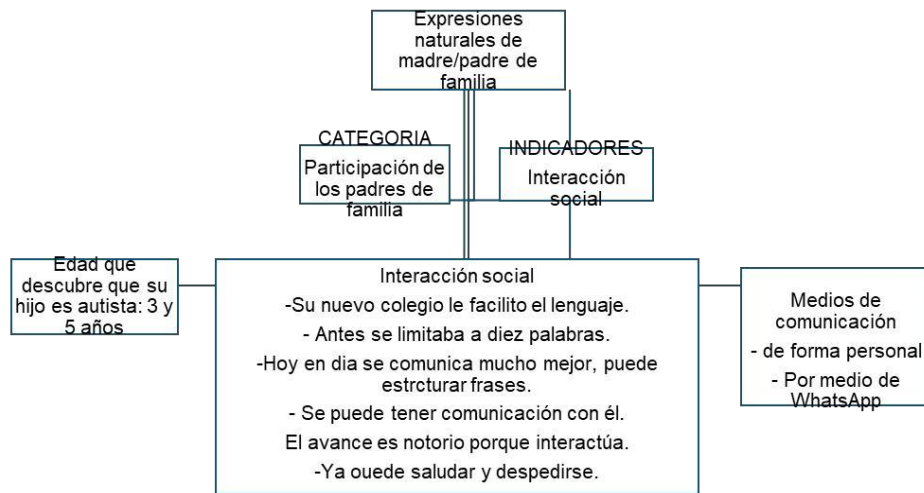 Expresiones
naturales de
madre/padre de
familia
CATEGORIA
Participación de
los padres de
familia
INDICADORES
Interacción
social
Edad que
descubre que su
hijo es autista: 3 y
5 años
Interacción social
-Su nuevo colegio le facilito el lenguaje.
- Antes se limitaba a diez palabras.
-Hoy en dia se comunica mucho mejor, puede
estrcturar frases.
- Se puede tener comunicación con él.
El avance es notorio porque interactúa.
-Ya ouede saludar y despedirse.
Medios de
comunicación
- de forma personal
- Por medio de
WhatsApp